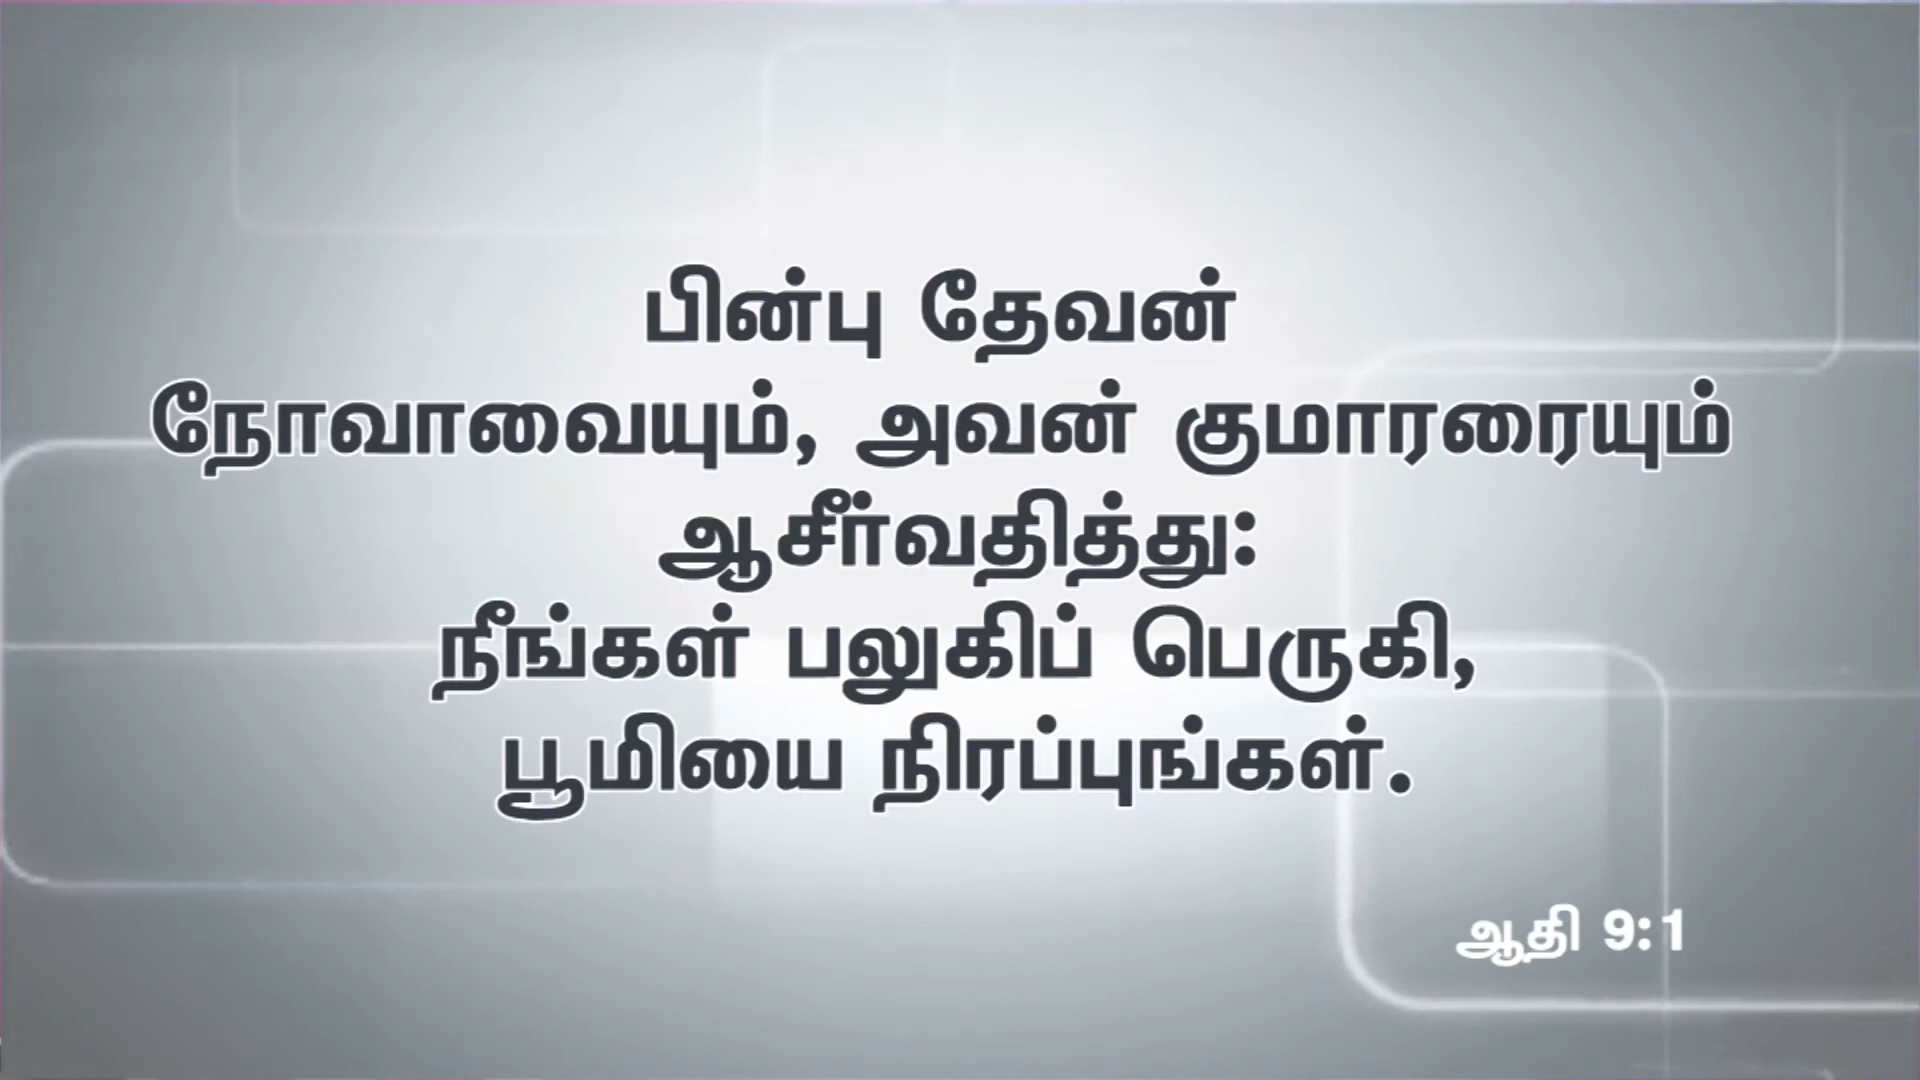 பின்பு தேவன்
நோவாவையும், அவன் குமாரரையும்
ஆசீர்வதித்து:
நீங்கள் பலுகிப் பெருகி,
பூமியை நிரப்புங்கள்.
ஆதி 9:1